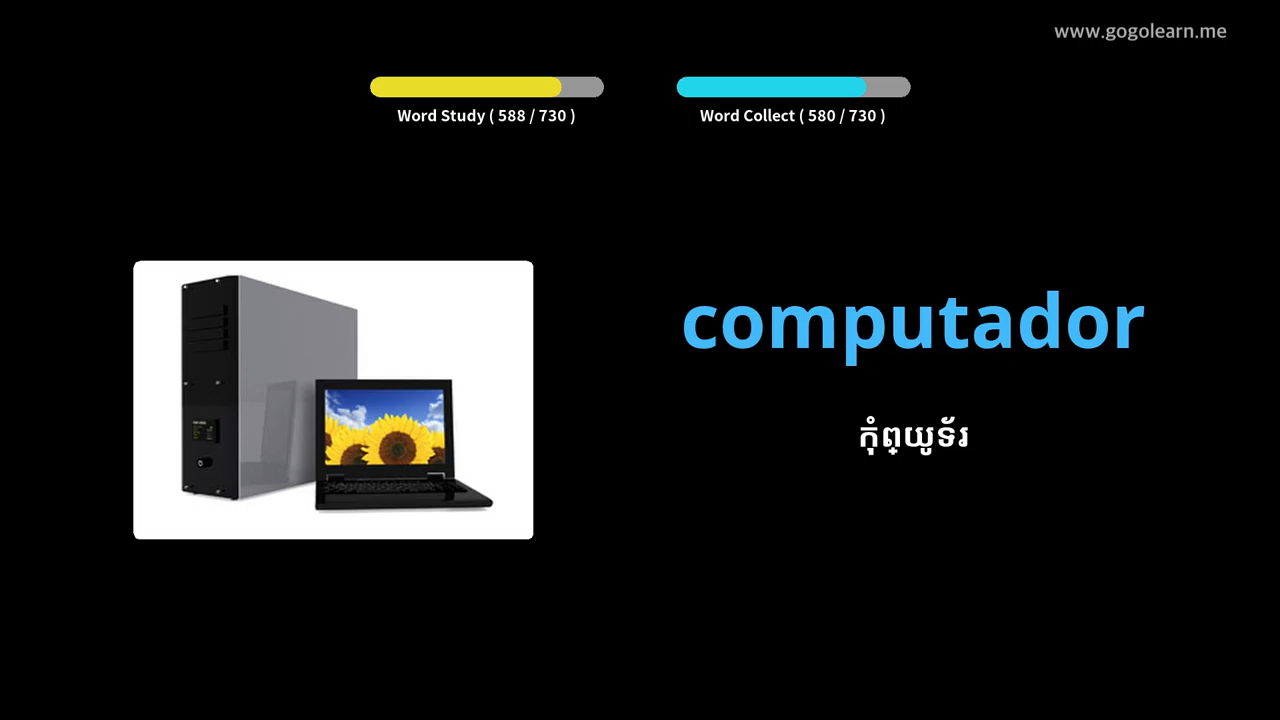 www.gogolearn.me
Word Study ( 588 / 730 )
Word Collect ( 580 / 730 )
computador
កុំព្យូទ័រ